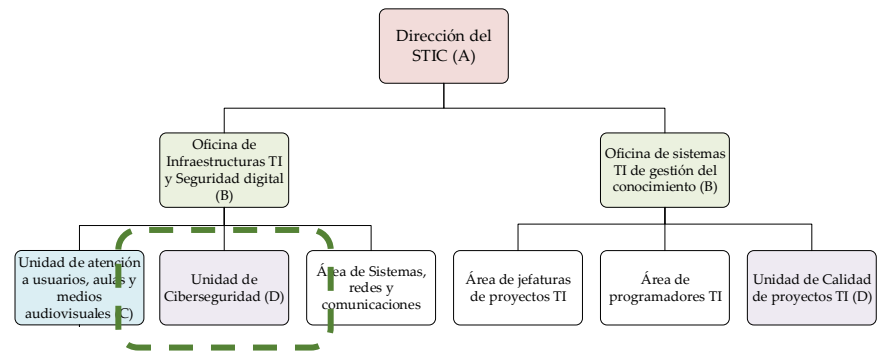 Dirección del
STIC (A)
Oficina de
Infraestructuras TI
y Seguridad digital
(B)
Oficina de sistemas
TI de gestión del
conocimiento (B)
Unidad de atención
a usuarios, aulas y
medios
audiovisuales (C)
Unidad de
Ciberseguridad (D)
Área de Sistemas,
redes y
comunicaciones
Área de jefaturas
de proyectos TI
Área de
programadores TI
Unidad de Calidad
de proyectos TI (D)